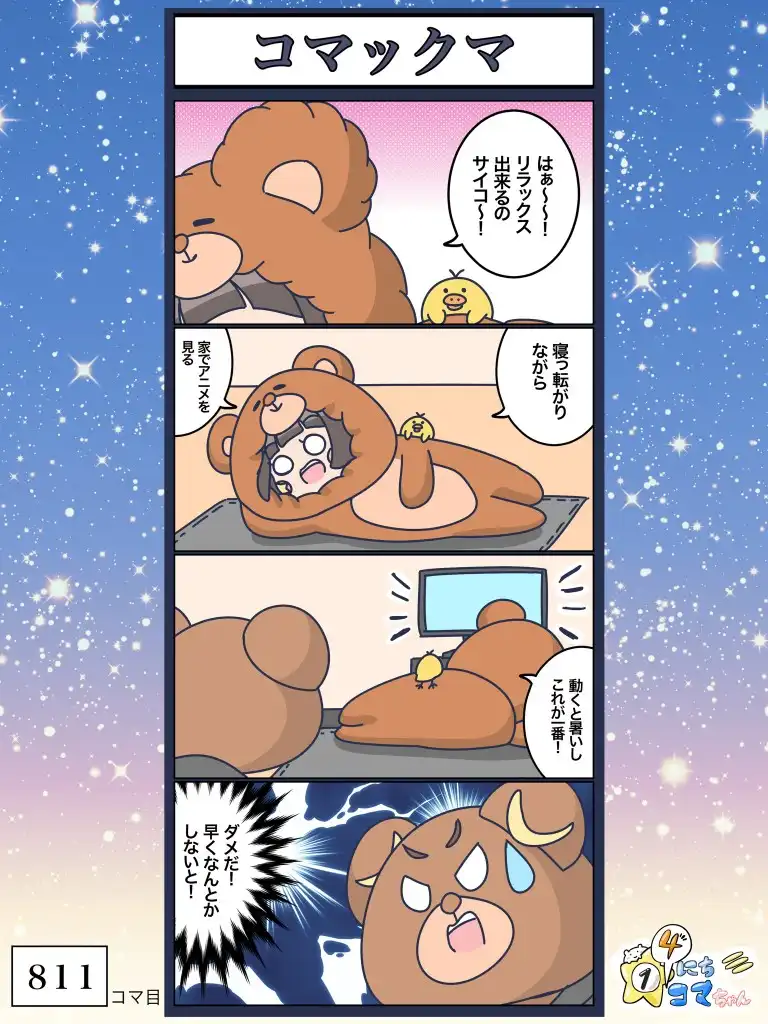 コマックマ
はぁ~~!
リラックス
出来るの
サイコ~!
寝っ転がり
ながら
家でアニメを
見る
動くと暑いし
これが一番!
ダメだ!
早くなんとか
しないと!
811
コマ目
1
4
にち
コマちゃん